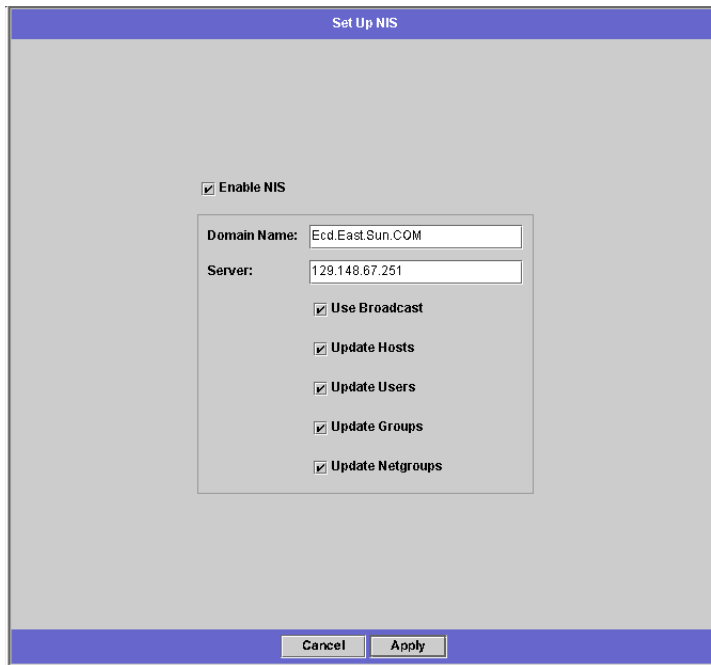 Set Up NIS
Enable NIS
Domain Name: Ecd.East.Sun.COM
Server: 129.148.67.251
Use Broadcast
Update Hosts
Update Users
Update Groups
Update Netgroups
Cancel Apply